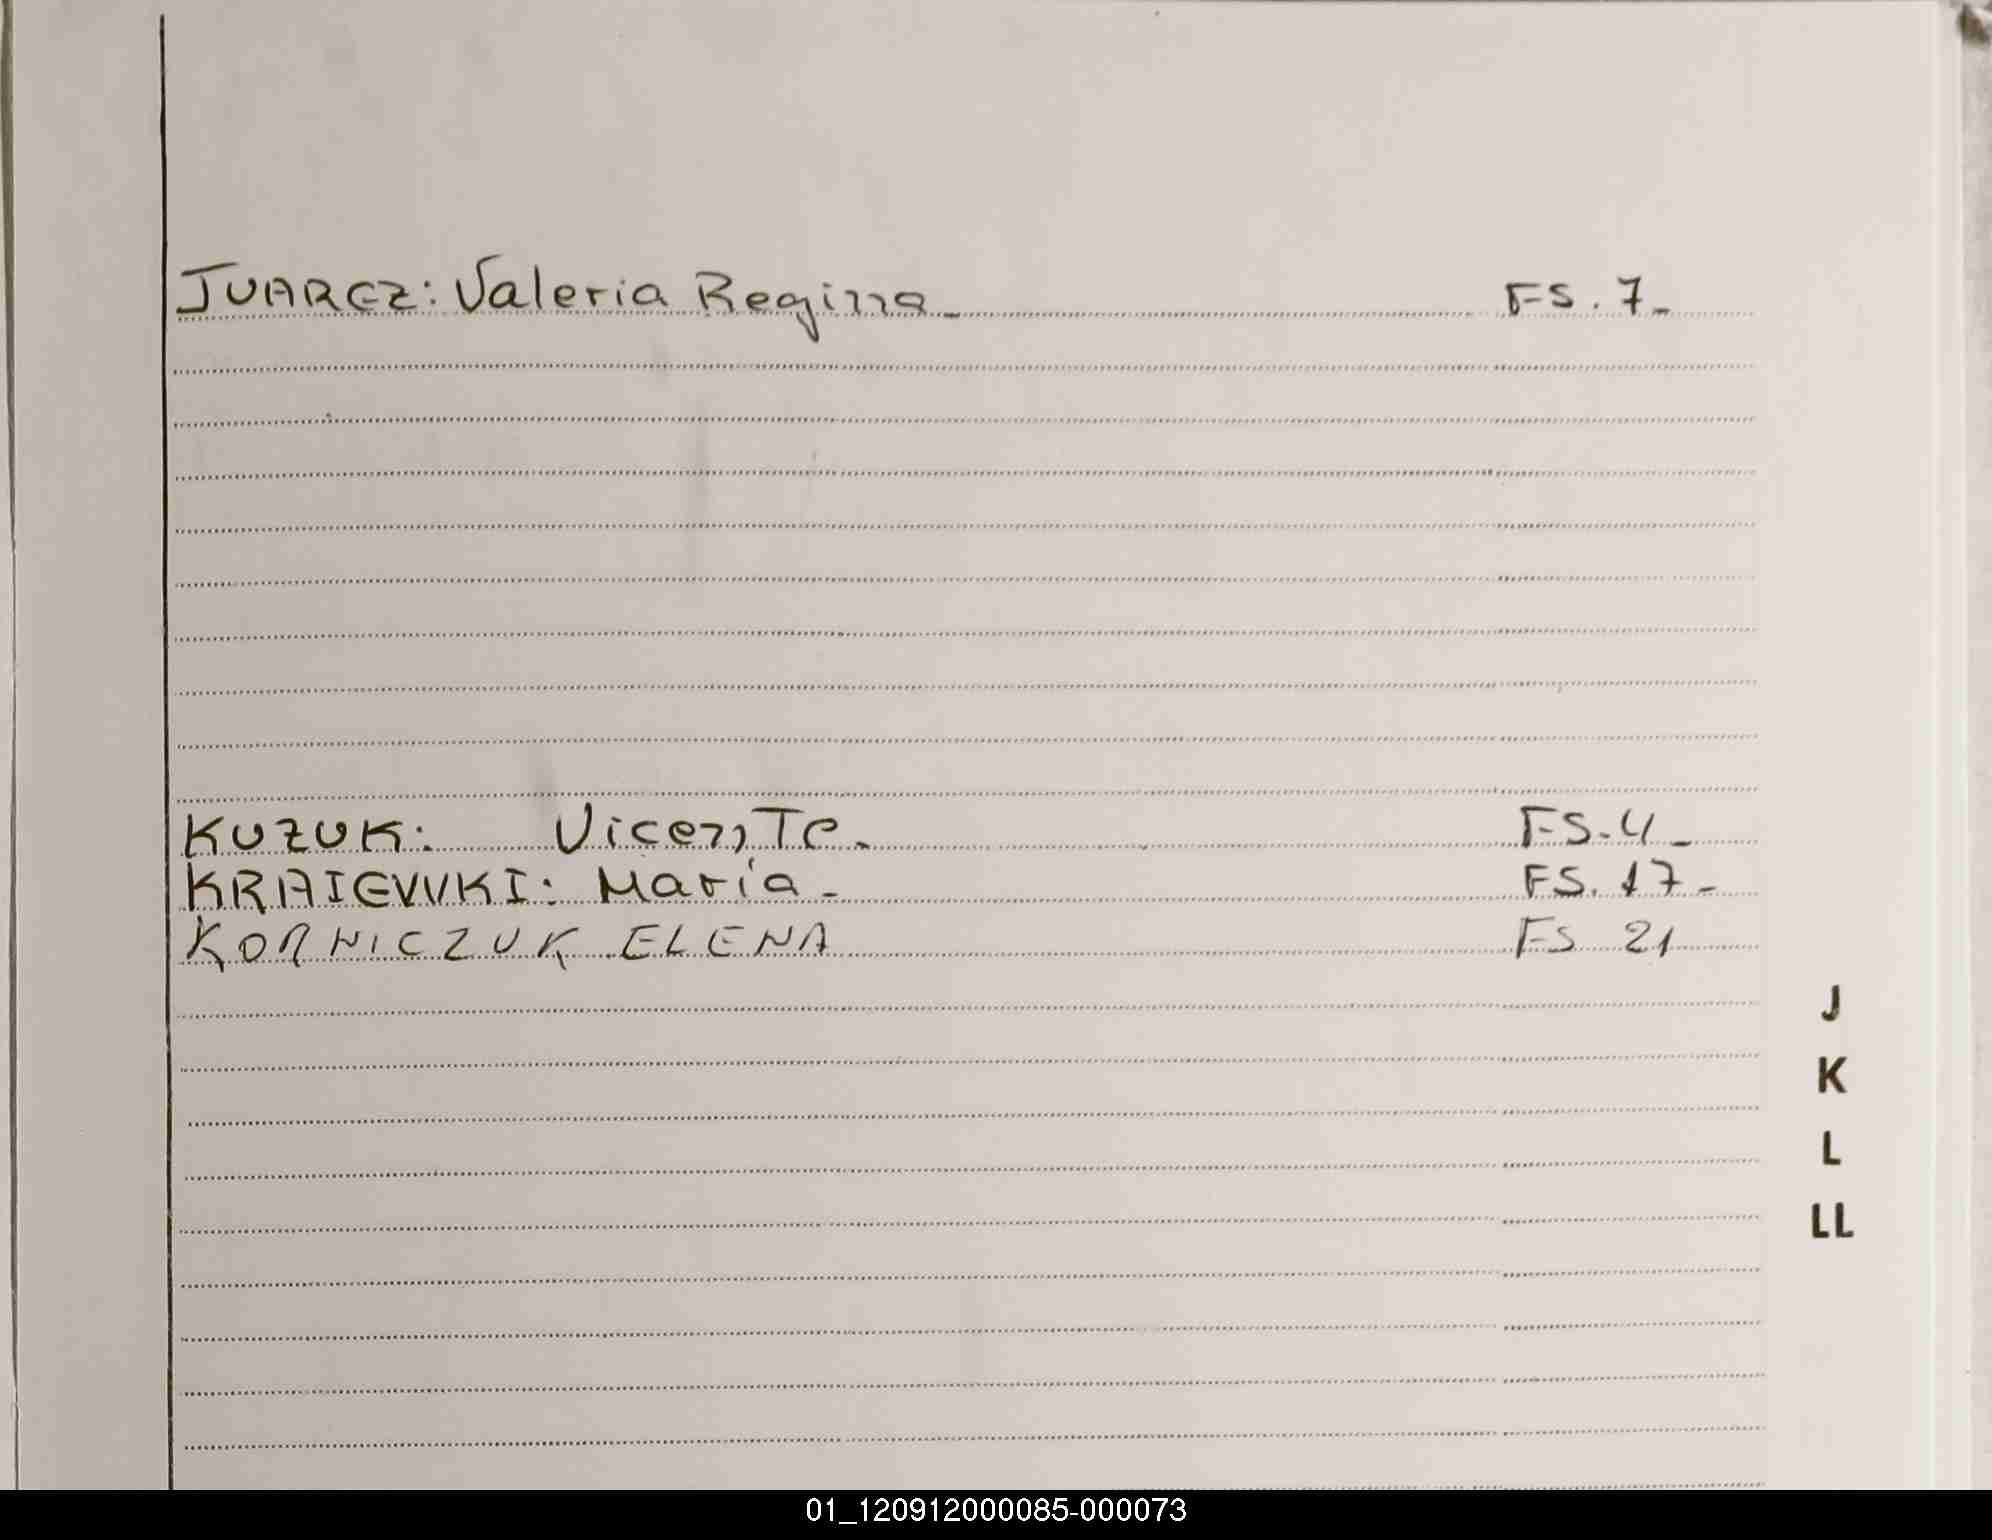 JUAREZ: Valeria Regina_ FS. 7_
KUZUK: Vicente. FS. 4_
KRAIEVVKI: María_ FS. 17_
KORNICZUK ELENA FS 21
J
K
L
LL
01_120912000085-000073